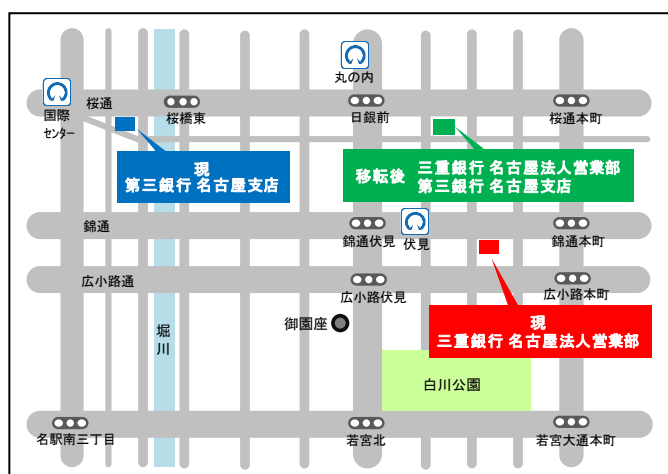 丸の内
国際
センター
桜通
桜橋東
日銀前
桜通本町
現
第三銀行 名古屋支店
移転後 三重銀行 名古屋法人営業部
第三銀行 名古屋支店
錦通
錦通伏見
伏見
錦通本町
広小路通
広小路伏見
広小路本町
堀川
御園座
現
三重銀行 名古屋法人営業部
白川公園
名駅南三丁目
若宮北
若宮大通本町